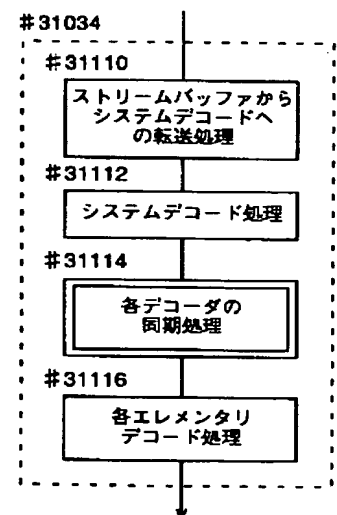 #31034
#31110
ストリームバッファから
システムデコードへ
の転送処理
#31112
システムデコード処理
#31114
各デコーダの
同期処理
#31116
各エレメンタリ
デコード処理